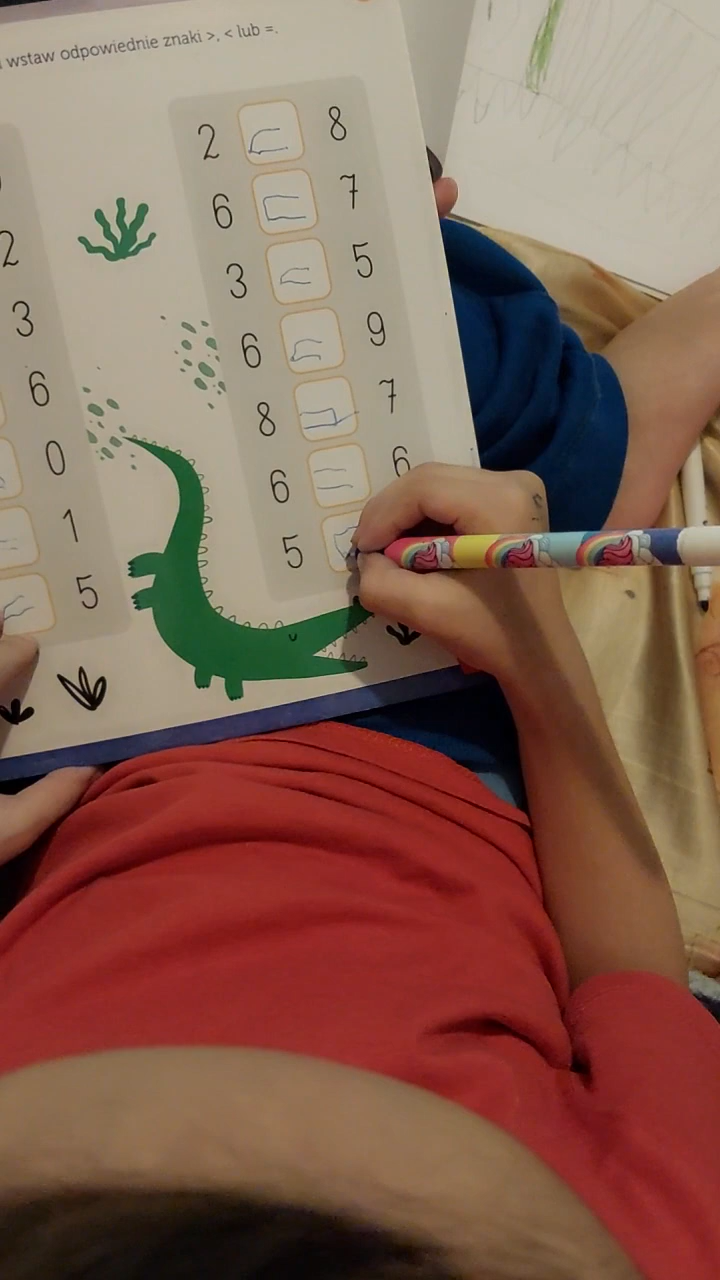 wstaw odpowiednie znaki >, < lub =.
2 < 8
6 < 7
3 < 5
6 < 9
8 7
6 = 6
5
2
3
6
0
1
5